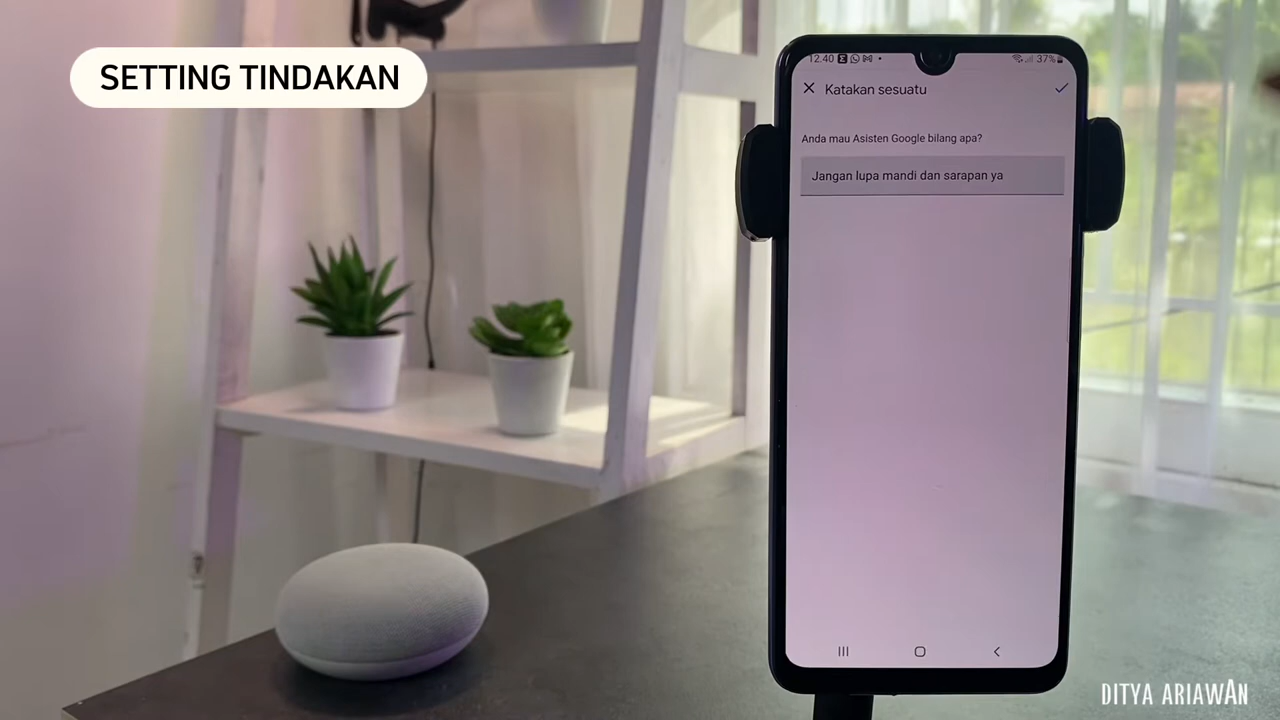 SETTING TINDAKAN
12.40
37%
Katakan sesuatu
Anda mau Asisten Google bilang apa?
Jangan lupa mandi dan sarapan ya
DITYA ARIAWAN